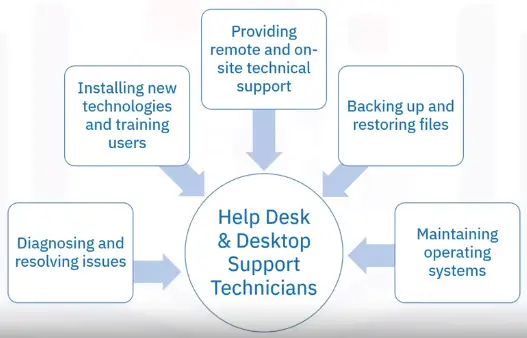 Providing
remote and on-
site technical
support
Installing new
technologies
and training
users
Backing up and
restoring files
Diagnosing and
resolving issues
Help Desk
& Desktop
Support
Technicians
Maintaining
operating
systems